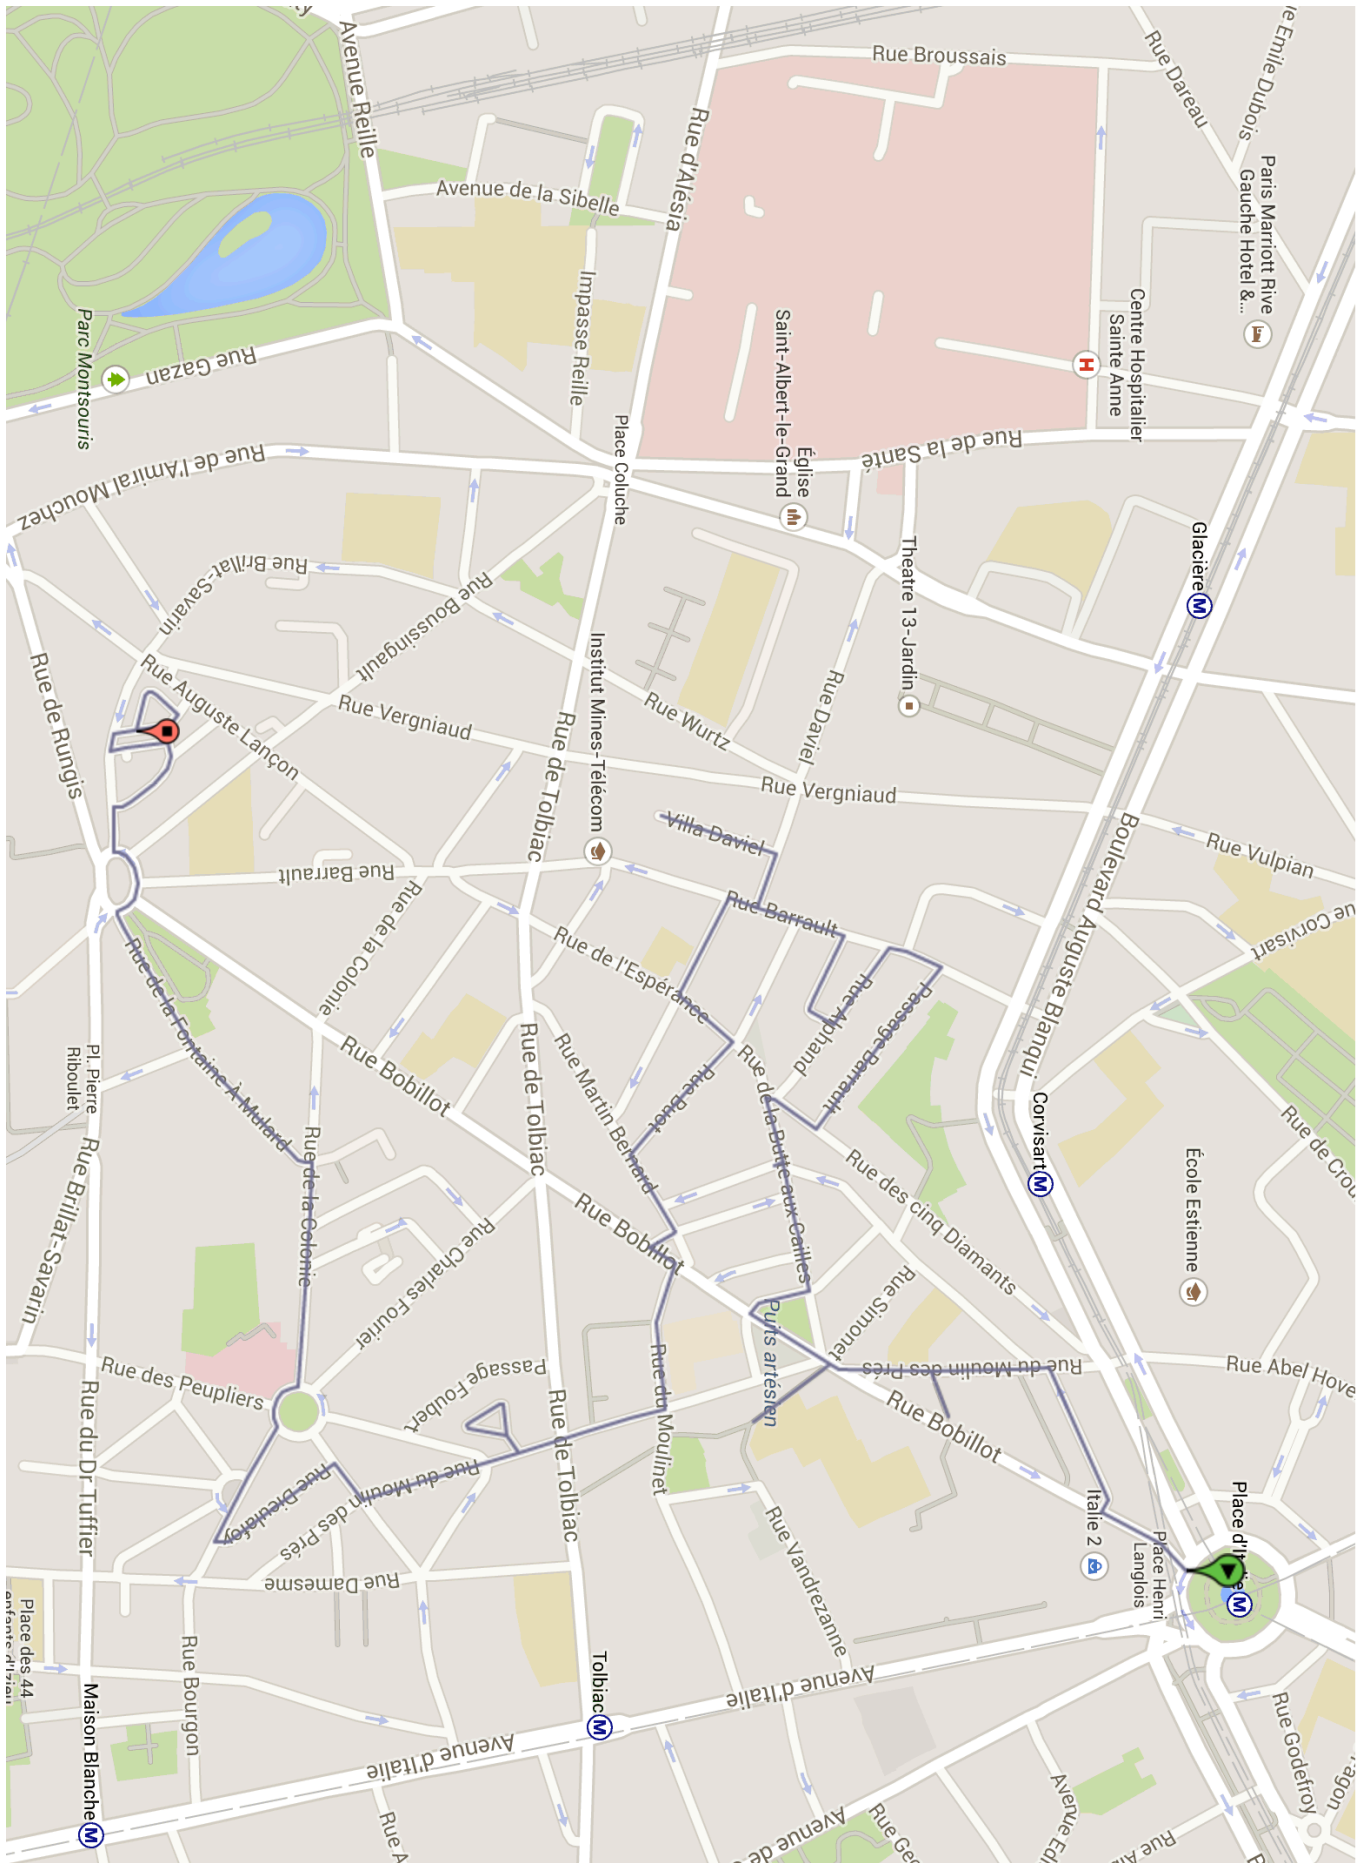 Avenue Reille
Rue Broussais
Rue Dareau
Emile Dubois
Rue d'Alésia
Avenue de la Sibelle
Paris Marriott Rive
Gauche Hotel &...
Impasse Reille
Centre Hospitalier
Sainte Anne
H
Parc Montsouris
Rue Gazan
Saint-Albert-le-Grand
Église
Place Coluche
Rue de la Santé
Rue de l'Amiral Mouchez
Glacière
M
Theatre 13-Jardin
Rue Brillat-Savarin
Rue Boussingault
Rue de Rungis
Rue Auguste Lançon
Rue Vergniaud
Institut Mines-Télécom
Rue de Tolbiac
Rue Wurtz
Rue Daviel
Rue Vergniaud
Villa Daviel
Boulevard Auguste Blanqui
Rue Vulpian
Rue Corvisart
Rue Barrault
Rue de la Colonie
Rue Barrault
Rue de l'Espérance
Rue Alphand
Passage Barrault
Rue de la Fontaine À Mulard
Rue Bobillot
Rue de Tolbiac
Rue Martin Bernard
Rue Buot
Rue de la Butte aux Cailles
Rue des cinq Diamants
Corvisart
M
École Estienne
Pl. Pierre
Riboulet
Rue Brillat-Savarin
Rue de la Colonie
Rue Charles Fourier
Rue Bobillot
Puits artésien
Rue Simonet
Rue du Moulin des Prés
Rue Abel
Rue des Peupliers
Passage Foubert
Rue du Moulinet
Rue de Tolbiac
Rue Bobillot
Rue du Dr Tuffier
Rue Dieulafoy
Rue du Moulin des Prés
Rue Damesme
Rue Vandrezanne
Italie 2
Place Henri
Langlois
M
Place des 44
Rue Bourgon
Maison Blanche
M
Tolbiac
M
Avenue d'Italie
Avenue d'Italie
Rue Godefroy